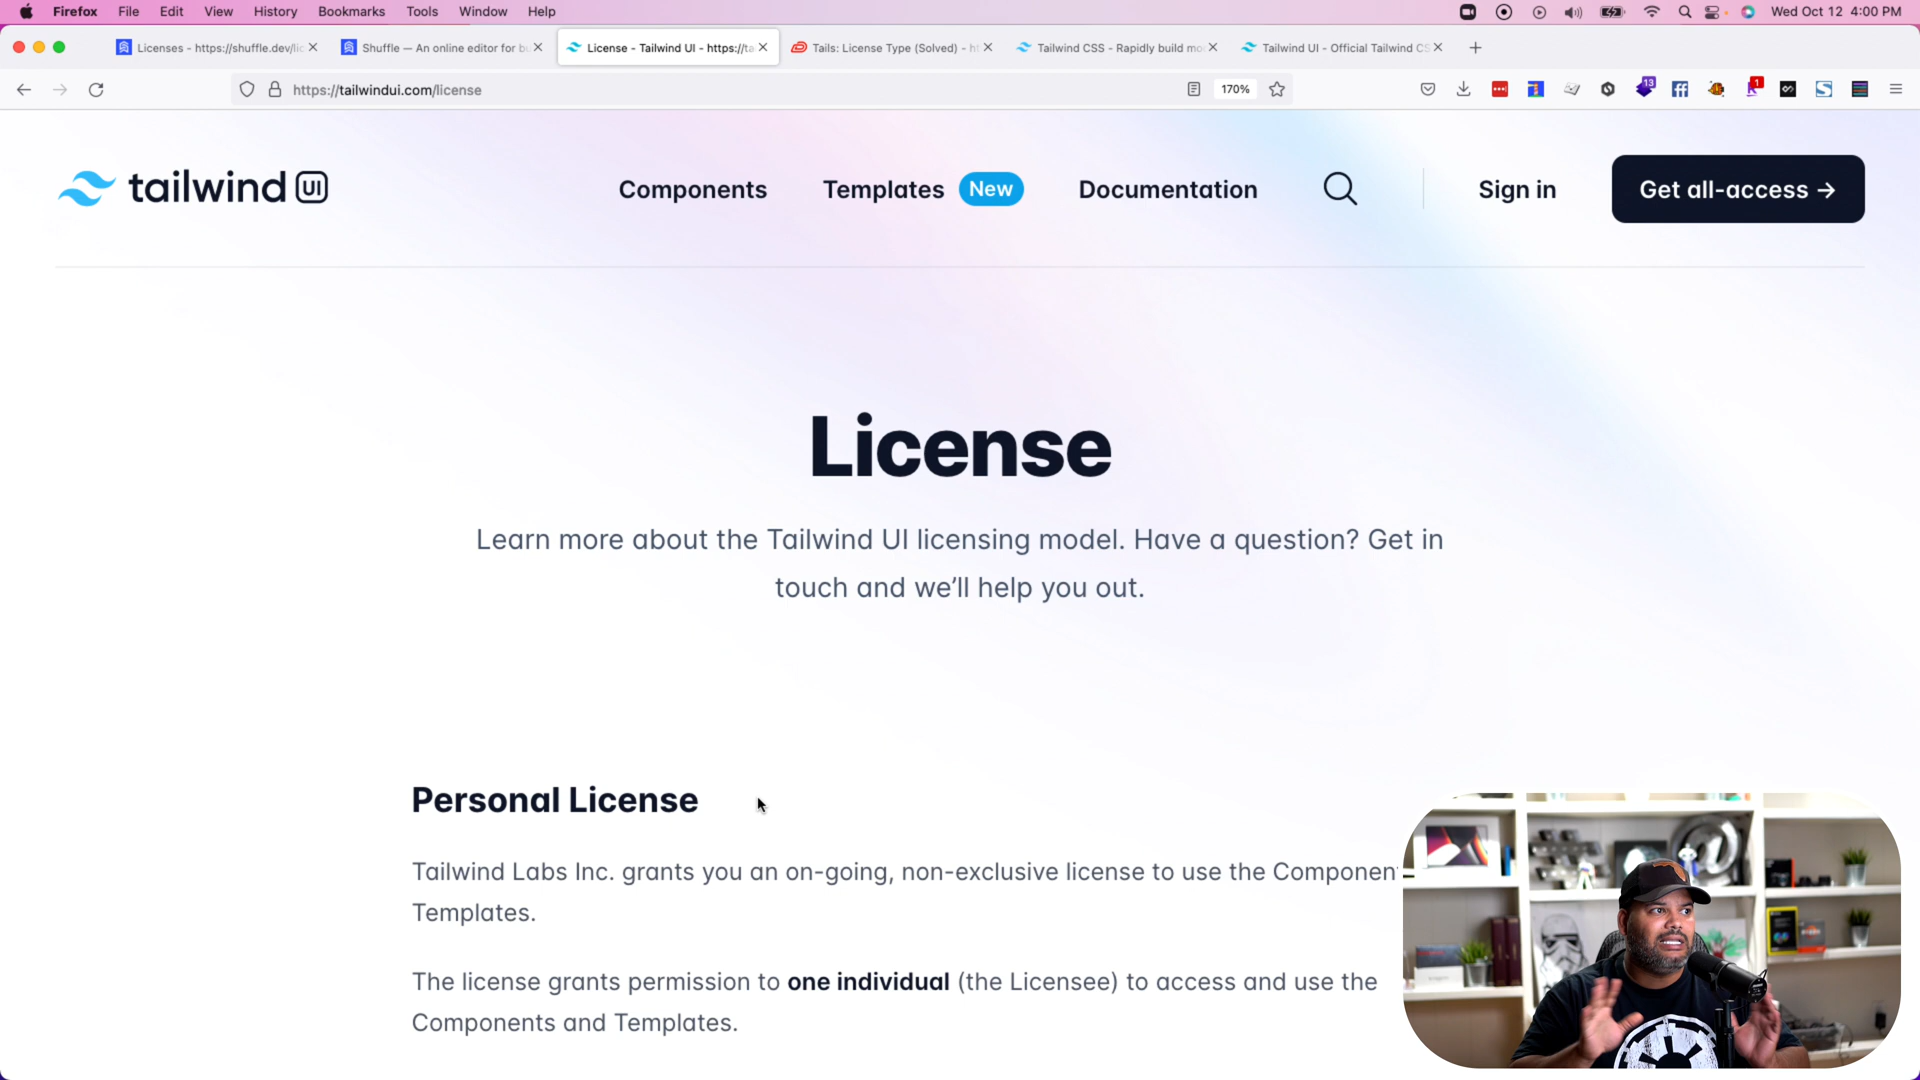 Firefox File Edit View History Bookmarks Tools Window Help Wed Oct 12 4:00 PM
Licenses - https://shuffle.dev/lic Shuffle — An online editor for bu License - Tailwind UI - https://ta Tails: License Type (Solved) - ht Tailwind CSS - Rapidly build mo Tailwind UI - Official Tailwind CS
https://tailwindui.com/license 170% 13 1
tailwind UI Components Templates New Documentation Sign in Get all-access →
License
Learn more about the Tailwind UI licensing model. Have a question? Get in
touch and we'll help you out.
Personal License
Tailwind Labs Inc. grants you an on-going, non-exclusive license to use the Component
Templates.
The license grants permission to one individual (the Licensee) to access and use the
Components and Templates.